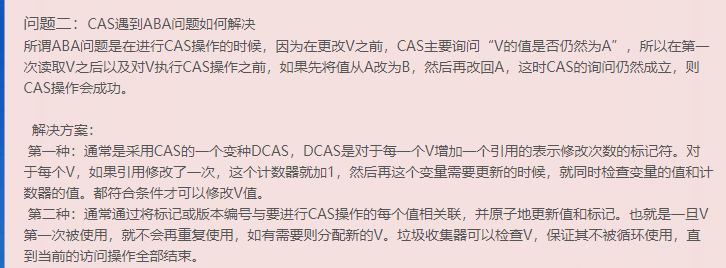 问题二：CAS遇到ABA问题如何解决
所谓ABA问题是在进行CAS操作的时候，因为在更改V之前，CAS主要询问“V的值是否仍然为A”，所以在第一
次读取V之后以及对V执行CAS操作之前，如果先将值从A改为B，然后再改回A，这时CAS的询问仍然成立，则
CAS操作会成功。
解决方案：
第一种：通常是采用CAS的一个变种DCAS，DCAS是对于每一个V增加一个引用的表示修改次数的标记符。对
于每个V，如果引用修改了一次，这个计数器就加1，然后再这个变量需要更新的时候，就同时检查变量的值和计
数器的值。都符合条件才可以修改V值。
第二种：通常通过将标记或版本编号与要进行CAS操作的每个值相关联，并原子地更新值和标记。也就是一旦V
第一次被使用，就不会再重复使用，如有需要则分配新的V。垃圾收集器可以检查V，保证其不被循环使用，直
到当前的访问操作全部结束。